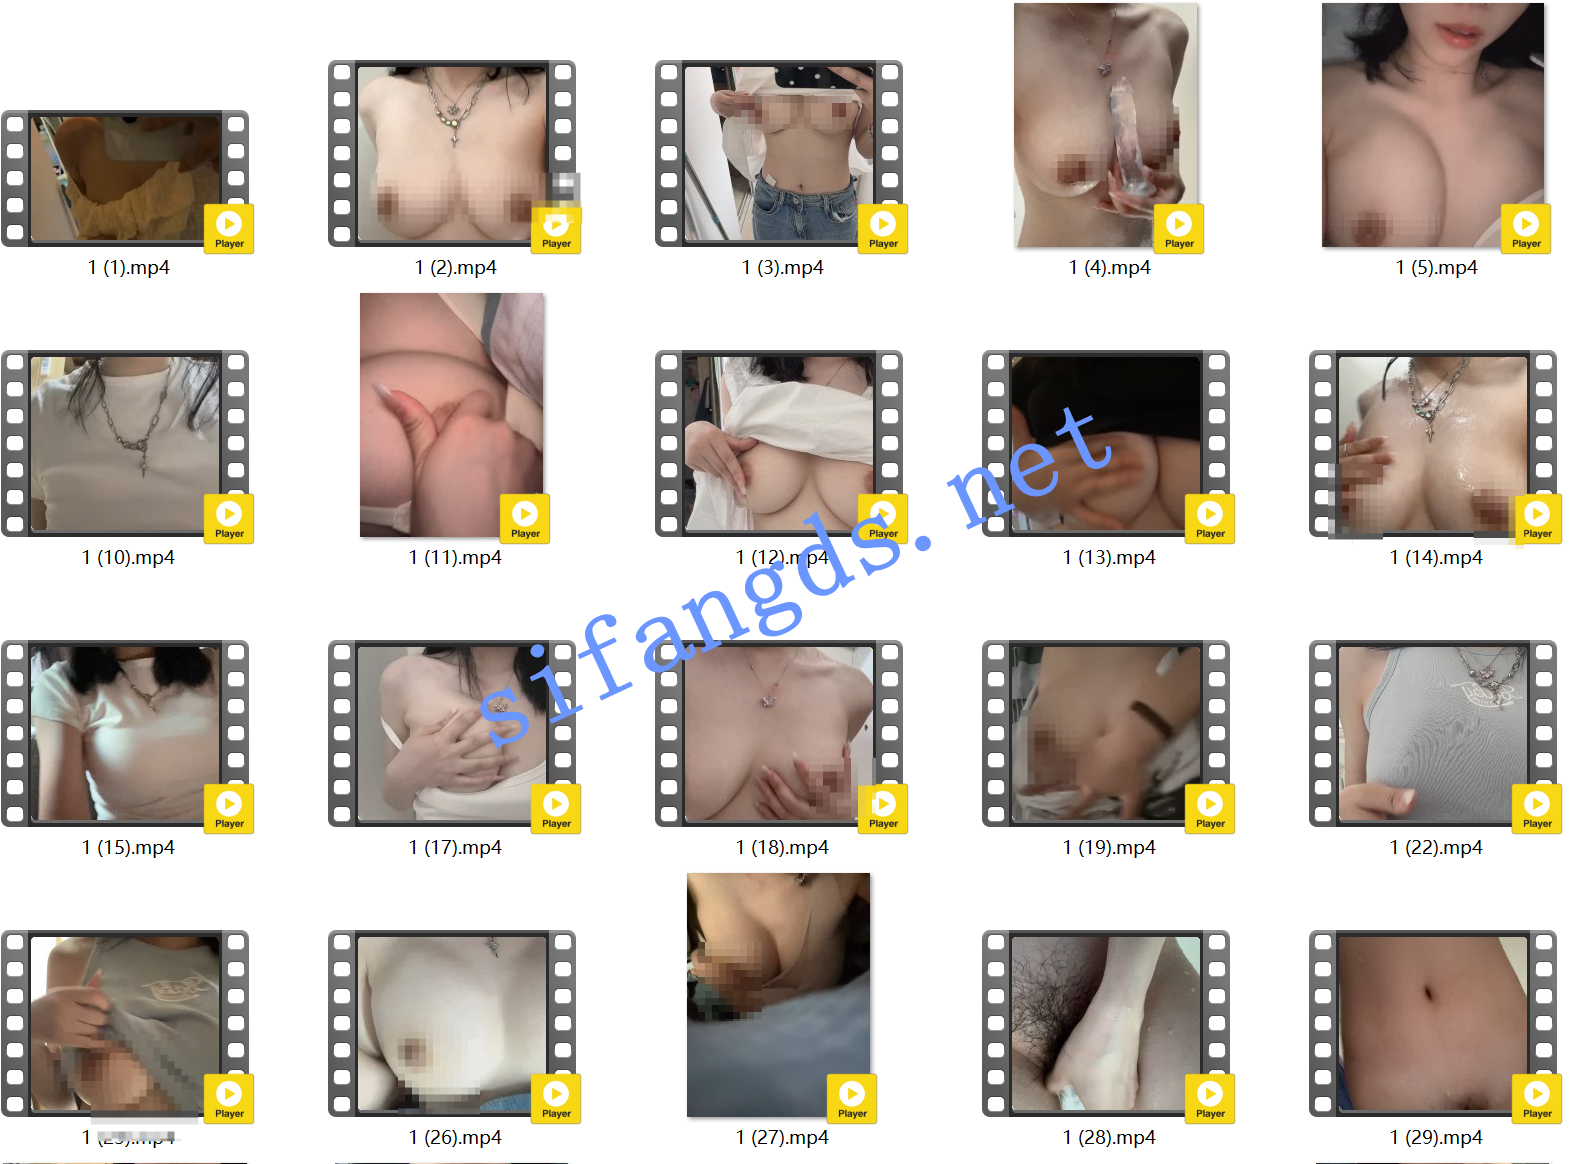 Player Player Player Player Player
1 (1).mp4 1 (2).mp4 1 (3).mp4 1 (4).mp4 1 (5).mp4
Player Player Player Player Player
1 (10).mp4 1 (11).mp4 1 (12).mp4 1 (13).mp4 1 (14).mp4
sifangds.net
Player Player Player Player Player
1 (15).mp4 1 (17).mp4 1 (18).mp4 1 (19).mp4 1 (22).mp4
Player Player Player Player Player
1 (26).mp4 1 (27).mp4 1 (28).mp4 1 (29).mp4